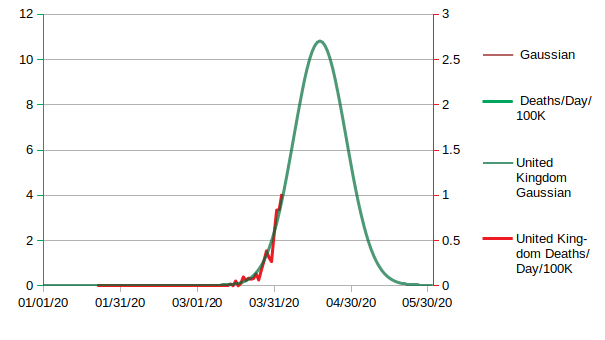 12
10
8
6
4
2
0
3
2.5
2
1.5
1
0.5
0
01/01/20 01/31/20 03/01/20 03/31/20 04/30/20 05/30/20
Gaussian
Deaths/Day/
100K
United
Kingdom
Gaussian
United King-
dom Deaths/
Day/100K